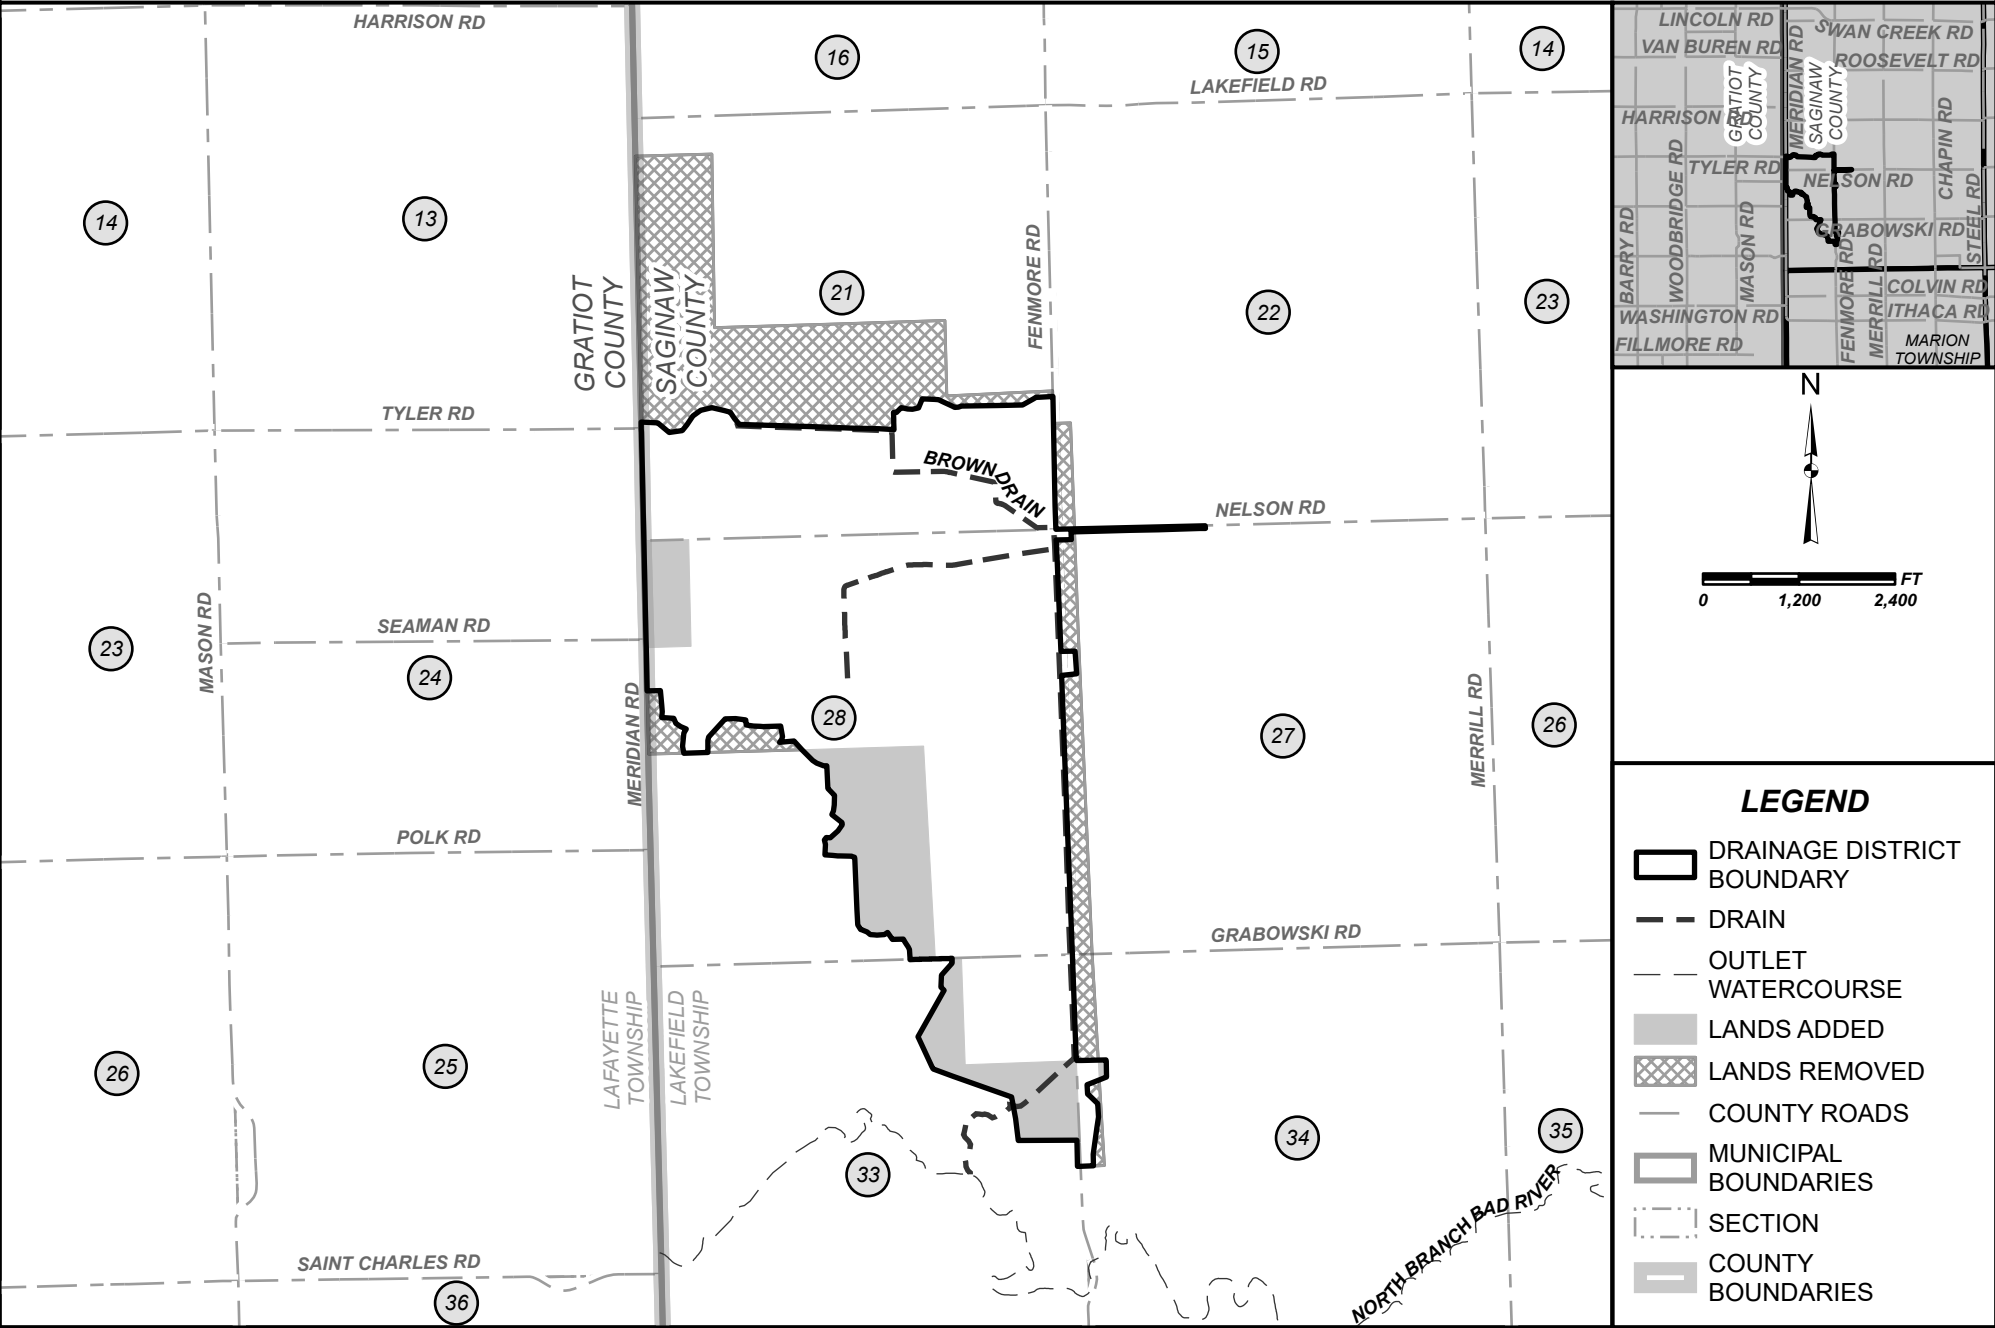 HARRISON RD
16
15
14
LAKEFIELD RD
14
13
21
22
23
FENMORE RD
GRATIOT
COUNTY
SAGINAW
COUNTY
TYLER RD
BROWN DRAIN
NELSON RD
MASON RD
SEAMAN RD
23
24
MERIDIAN RD
28
27
26
MERRILL RD
POLK RD
GRABOWSKI RD
LAFAYETTE
TOWNSHIP
LAKEFIELD
TOWNSHIP
26
25
33
34
35
NORTH BRANCH BAD RIVER
SAINT CHARLES RD
36
LINCOLN RD
SWAN CREEK RD
VAN BUREN RD
ROOSEVELT RD
MERIDIAN RD
GRATIOT
COUNTY
SAGINAW
COUNTY
HARRISON RD
CHAPIN RD
TYLER RD
NELSON RD
WOODBRIDGE RD
BARRY RD
MASON RD
GRABOWSKI RD
STEEL RD
FENMORE RD
MERRILL RD
COLVIN RD
WASHINGTON RD
ITHACA RD
FILLMORE RD
MARION
TOWNSHIP
N
FT
0 1,200 2,400
LEGEND
DRAINAGE DISTRICT
BOUNDARY
DRAIN
OUTLET
WATERCOURSE
LANDS ADDED
LANDS REMOVED
COUNTY ROADS
MUNICIPAL
BOUNDARIES
SECTION
COUNTY
BOUNDARIES